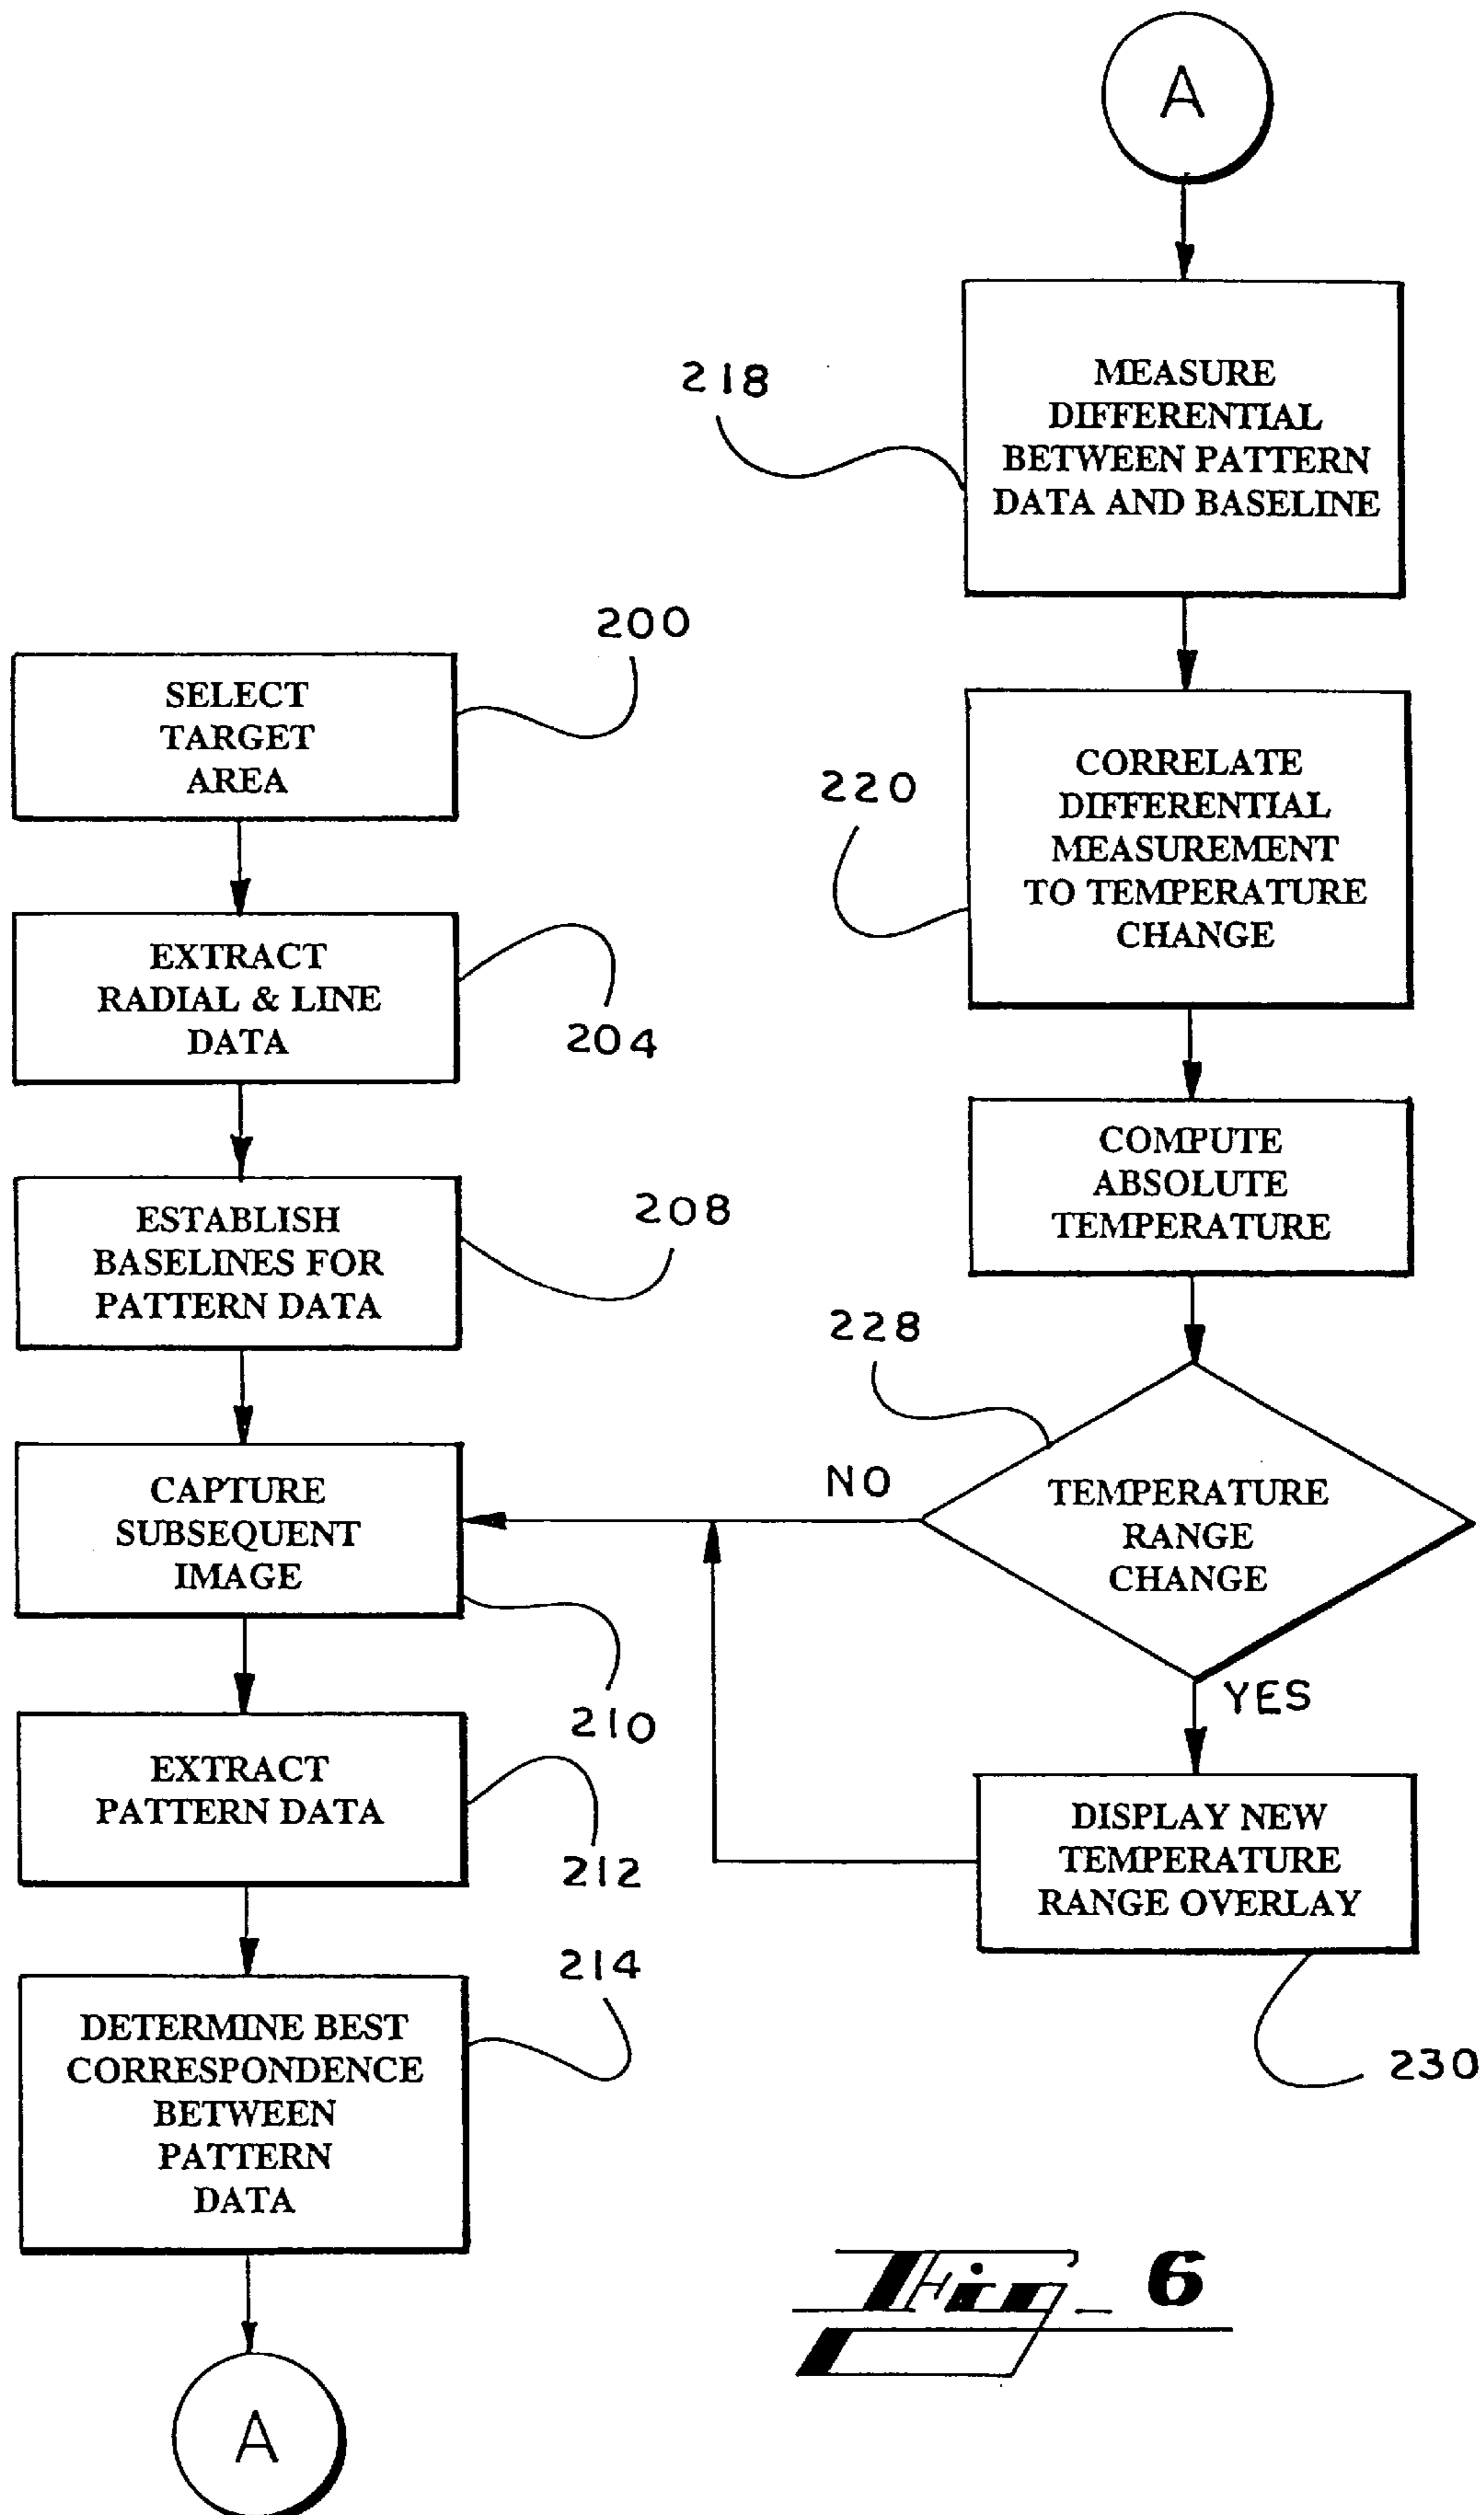 A
MEASURE
DIFFERENTIAL
BETWEEN PATTERN
DATA AND BASELINE
218
200
SELECT
TARGET
AREA
CORRELATE
DIFFERENTIAL
MEASUREMENT
TO TEMPERATURE
CHANGE
220
EXTRACT
RADIAL & LINE
DATA
204
COMPUTE
ABSOLUTE
TEMPERATURE
ESTABLISH
BASELINES FOR
PATTERN DATA
208
228
CAPTURE
SUBSEQUENT
IMAGE
NO
TEMPERATURE
RANGE
CHANGE
210
YES
EXTRACT
PATTERN DATA
212
DISPLAY NEW
TEMPERATURE
RANGE OVERLAY
214
DETERMINE BEST
CORRESPONDENCE
BETWEEN
PATTERN
DATA
230
Fig_6
A